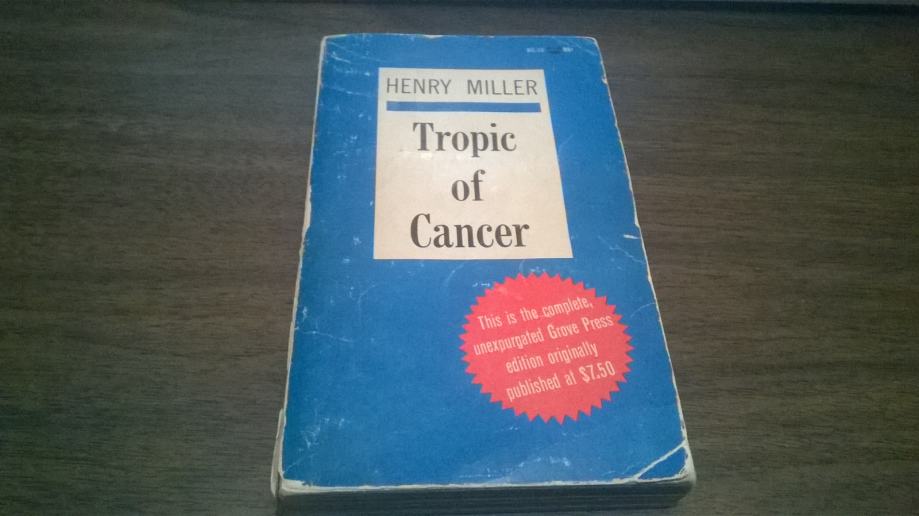 HENRY MILLER
Tropic
of
Cancer
This is the complete,
unexpurgated Grove Press
edition originally
published at $7.50